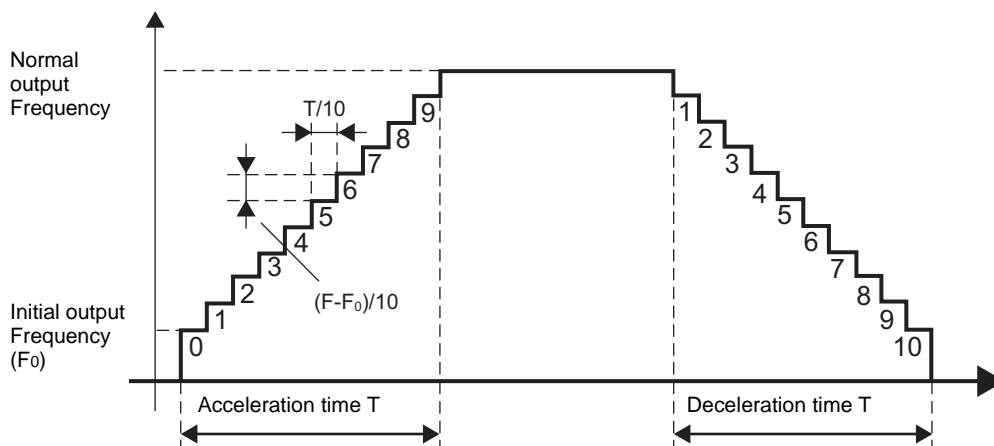 Normal
output
Frequency
T/10
9
8
7
6
5
4
3
2
1
0
(F-F₀)/10
1
2
3
4
5
6
7
8
9
10
Initial output
Frequency
(F₀)
Acceleration time T
Deceleration time T